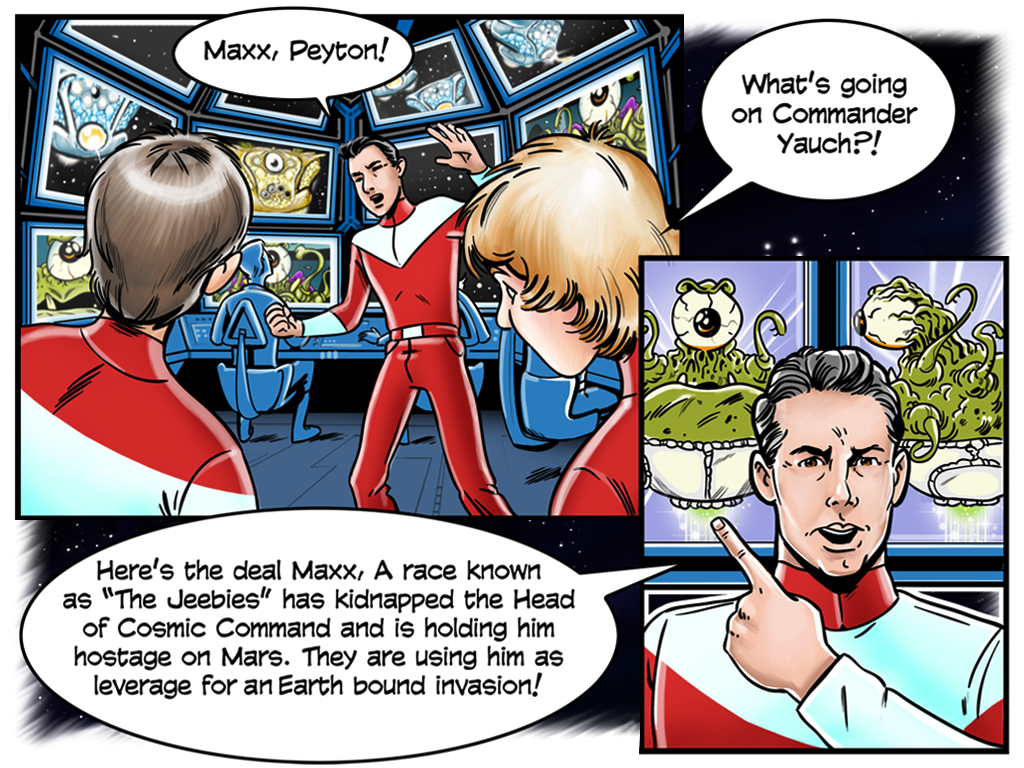 Maxx, Peyton!
What's going
on Commander
Yauch?!
Here's the deal Maxx, A race known
as "The Jeebies" has kidnapped the Head
of Cosmic Command and is holding him
hostage on Mars. They are using him as
leverage for an Earth bound invasion!